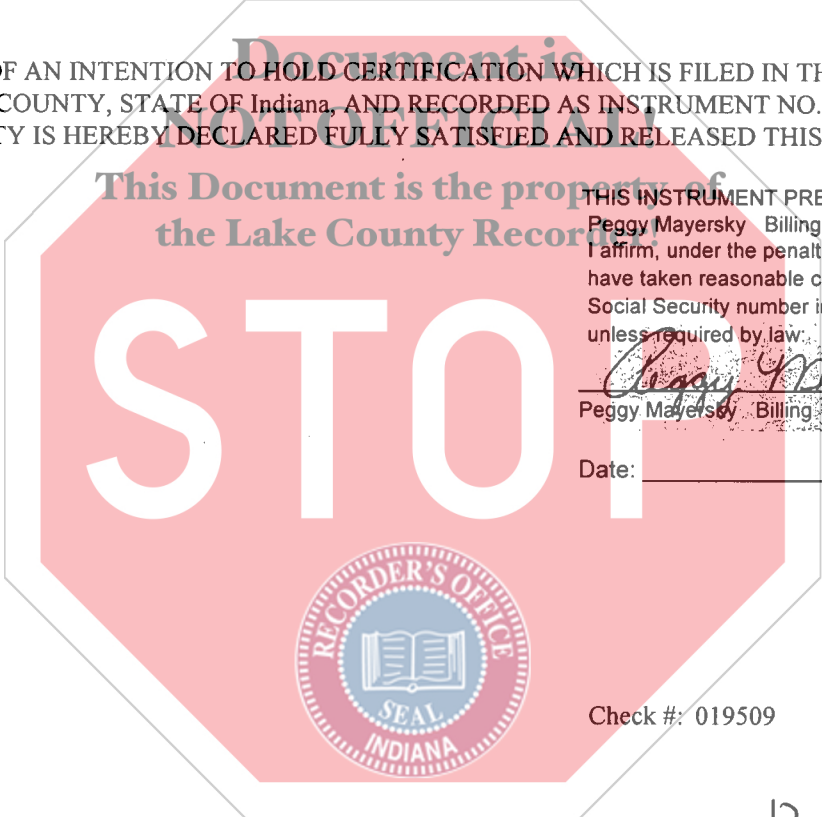 Document is
OF AN INTENTION TO HOLD CERTIFICATION WHICH IS FILED IN TH
COUNTY, STATE OF Indiana, AND RECORDED AS INSTRUMENT NO.
NOT OFFICIAL!
TY IS HEREBY DECLARED FULLY SATISFIED AND RELEASED THIS
This Document is the property of
the Lake County Recorder!
THIS INSTRUMENT PRE
Peggy Mayersky Billing
I affirm, under the penalt
have taken reasonable c
Social Security number i
unless required by law:
Peggy M
Peggy Mayersky Billing
Date:
STOP
RECORDER'S OFFICE
SEAL
INDIANA
Check #: 019509